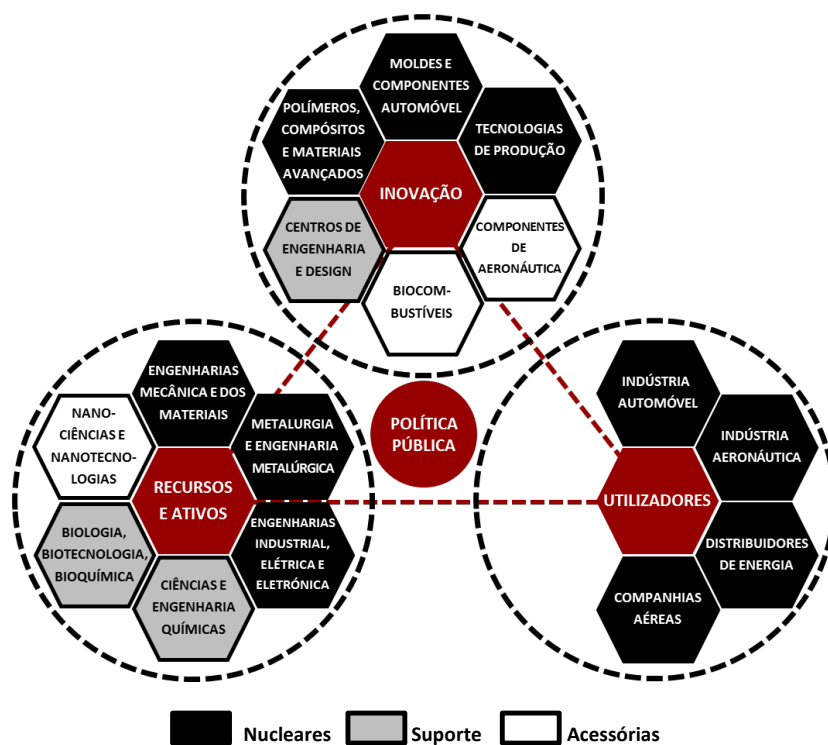 MOLDES E
COMPONENTES
AUTOMÓVEL
POLÍMEROS,
COMPÓSITOS
E MATERIAIS
AVANÇADOS
TECNOLOGIAS
DE PRODUÇÃO
INOVAÇÃO
CENTROS DE
ENGENHARIA
E DESIGN
COMPONENTES
DE
AERONÁUTICA
BIOCOM-
BUSTÍVEIS
POLÍTICA
PÚBLICA
ENGENHARIAS
MECÂNICA E DOS
MATERIAIS
NANO-
CIÊNCIAS E
NANOTECNO-
LOGIAS
METALURGIA
E ENGENHARIA
METALÚRGICA
RECURSOS
E ATIVOS
BIOLOGIA,
BIOTECNOLOGIA,
BIOQUÍMICA
ENGENHARIAS
INDUSTRIAL,
ELÉTRICA E
ELETRÓNICA
CIÊNCIAS E
ENGENHARIA
QUÍMICAS
INDÚSTRIA
AUTOMÓVEL
INDÚSTRIA
AERONÁUTICA
UTILIZADORES
DISTRIBUIDORES
DE ENERGIA
COMPANHIAS
AÉREAS
Nucleares
Suporte
Acessórias